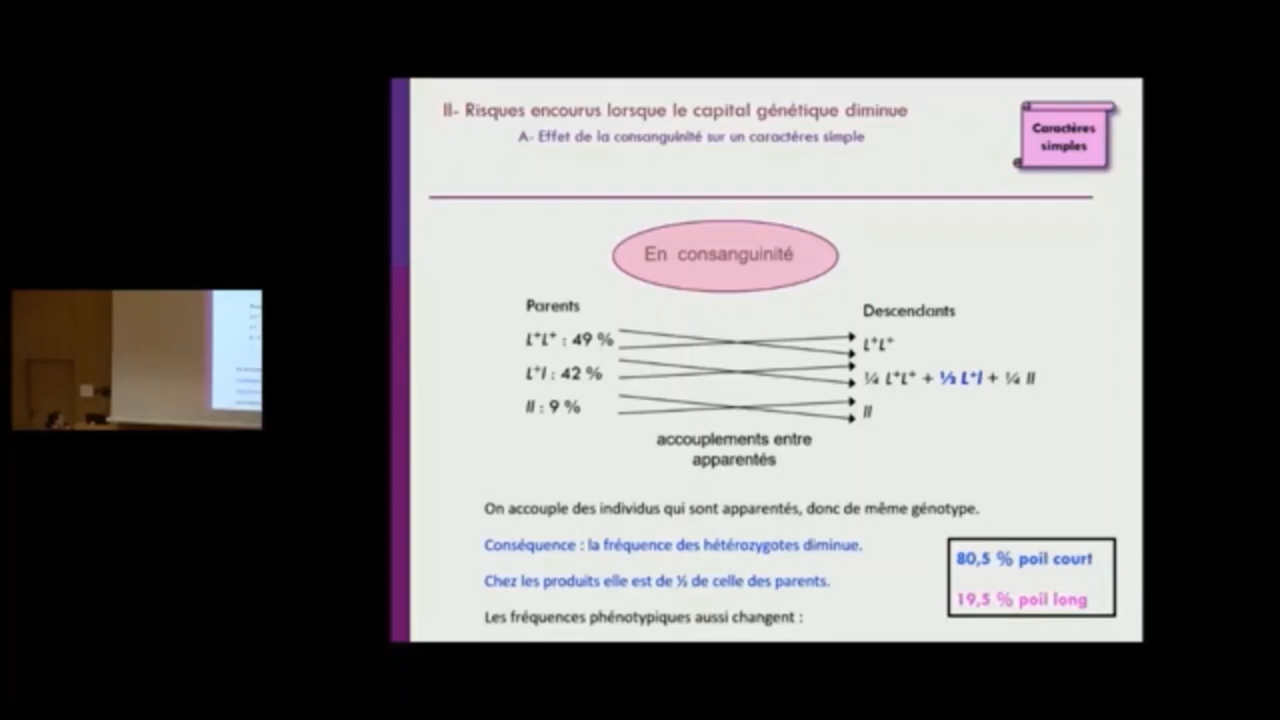 II- Risques encourus lorsque le capital génétique diminue
A- Effet de la consanguinité sur un caractères simple
Caractères
simples
En consanguinité
Parents
L⁺L⁺ : 49 %
L⁺l : 42 %
ll : 9 %
Descendants
L⁺L⁺
¼ L⁺L⁺ + ½ L⁺l + ¼ ll
ll
accouplements entre
apparentés
On accouple des individus qui sont apparentés, donc de même génotype.
Conséquence : la fréquence des hétérozygotes diminue.
Chez les produits elle est de ½ de celle des parents.
Les fréquences phénotypiques aussi changent :
80,5 % poil court
19,5 % poil long